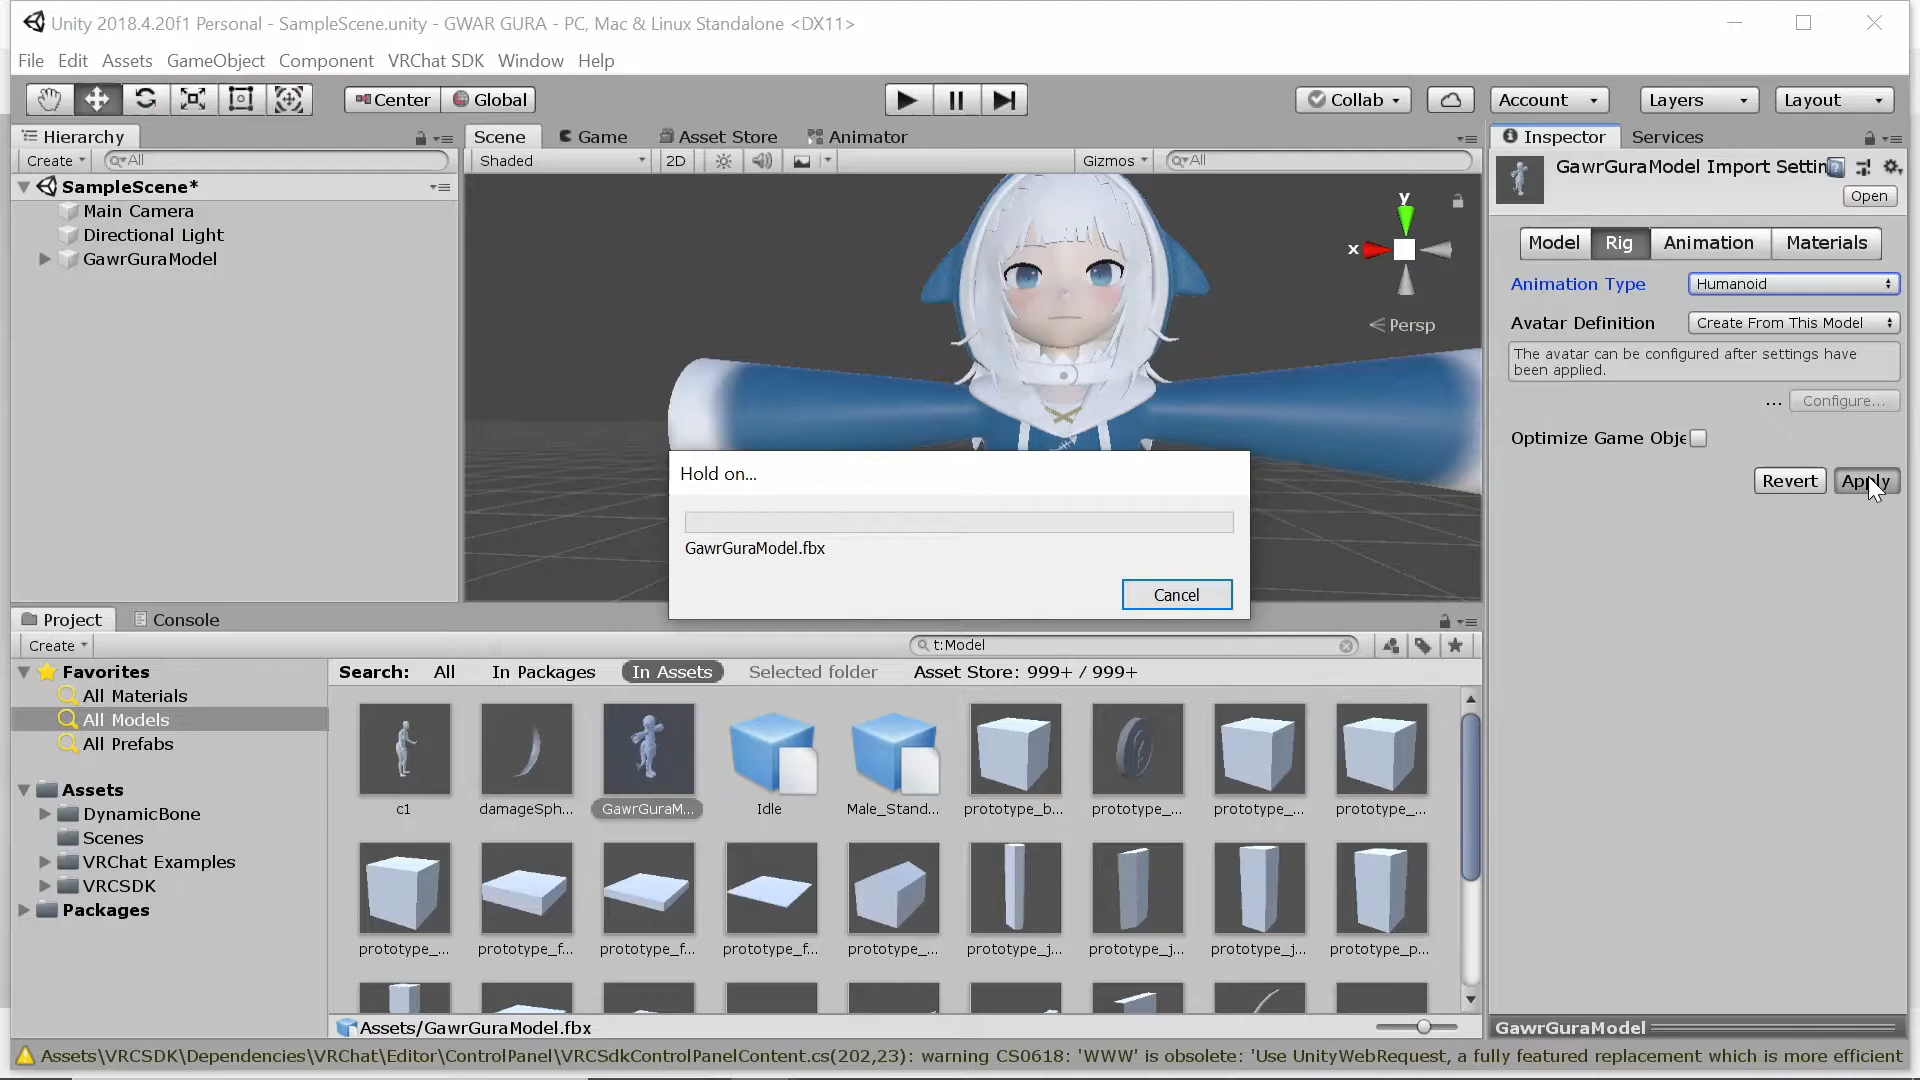 Unity 2018.4.20f1 Personal - SampleScene.unity - GWAR GURA - PC, Mac & Linux Standalone <DX11>
File Edit Assets GameObject Component VRChat SDK Window Help
Center Global
Collab Account Layers Layout
Hierarchy
Create All
SampleScene*
Main Camera
Directional Light
GawrGuraModel
Scene Game Asset Store Animator
Shaded 2D Gizmos All
y
x
Persp
Inspector Services
GawrGuraModel Import Settin
Open
Model Rig Animation Materials
Animation Type Humanoid
Avatar Definition Create From This Model
The avatar can be configured after settings have
been applied.
... Configure...
Optimize Game Obje
Revert Apply
Hold on...
GawrGuraModel.fbx
Cancel
Project Console
Create t:Model
Favorites
All Materials
All Models
All Prefabs
Assets
DynamicBone
Scenes
VRChat Examples
VRCSDK
Packages
Search: All In Packages In Assets Selected folder Asset Store: 999+ / 999+
c1 damageSph... GawrGuraM... Idle Male_Stand... prototype_b... prototype_... prototype_... prototype_...
prototype_... prototype_f... prototype_f... prototype_f... prototype_... prototype_j... prototype_j... prototype_j... prototype_p...
Assets/GawrGuraModel.fbx
GawrGuraModel
Assets\VRCSDK\Dependencies\VRChat\Editor\ControlPanel\VRCSdkControlPanelContent.cs(202,23): warning CS0618: 'WWW' is obsolete: 'Use UnityWebRequest, a fully featured replacement which is more efficient